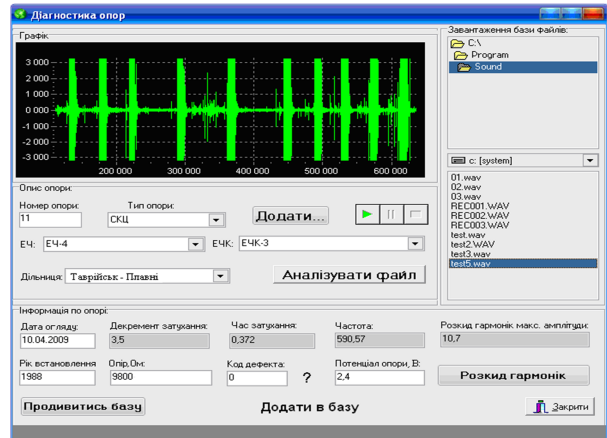 Діагностика опор
Графік
Завантаження бази файлів:
C:\
Program
Sound
3 000
2 000
1 000
0 000
-1 000
-2 000
-3 000
200 000 300 000 400 000 500 000 600 000
c: [system]
01.wav
02.wav
03.wav
REC001.WAV
REC002.WAV
REC003.WAV
test.wav
test2.WAV
test3.wav
test5.wav
Опис опори:
Номер опори: Тип опори:
11 СКЦ Додати...
ЕЧ: ЕЧ-4 ЕЧК: ЕЧК-3
Дільниця: Таврійськ - Плавні Аналізувати файл
Інформація по опорі:
Дата огляду: Декремент затухання: Час затухання: Частота: Розкид гармонік макс. амплітуди:
10.04.2009 3,5 0,372 590,57 10,7
Рік встановлення Опір,Ом: Код дефекта: Потенціал опори, В:
1988 9800 0 ? 2,4 Розкид гармонік
Продивитись базу Додати в базу Закрити